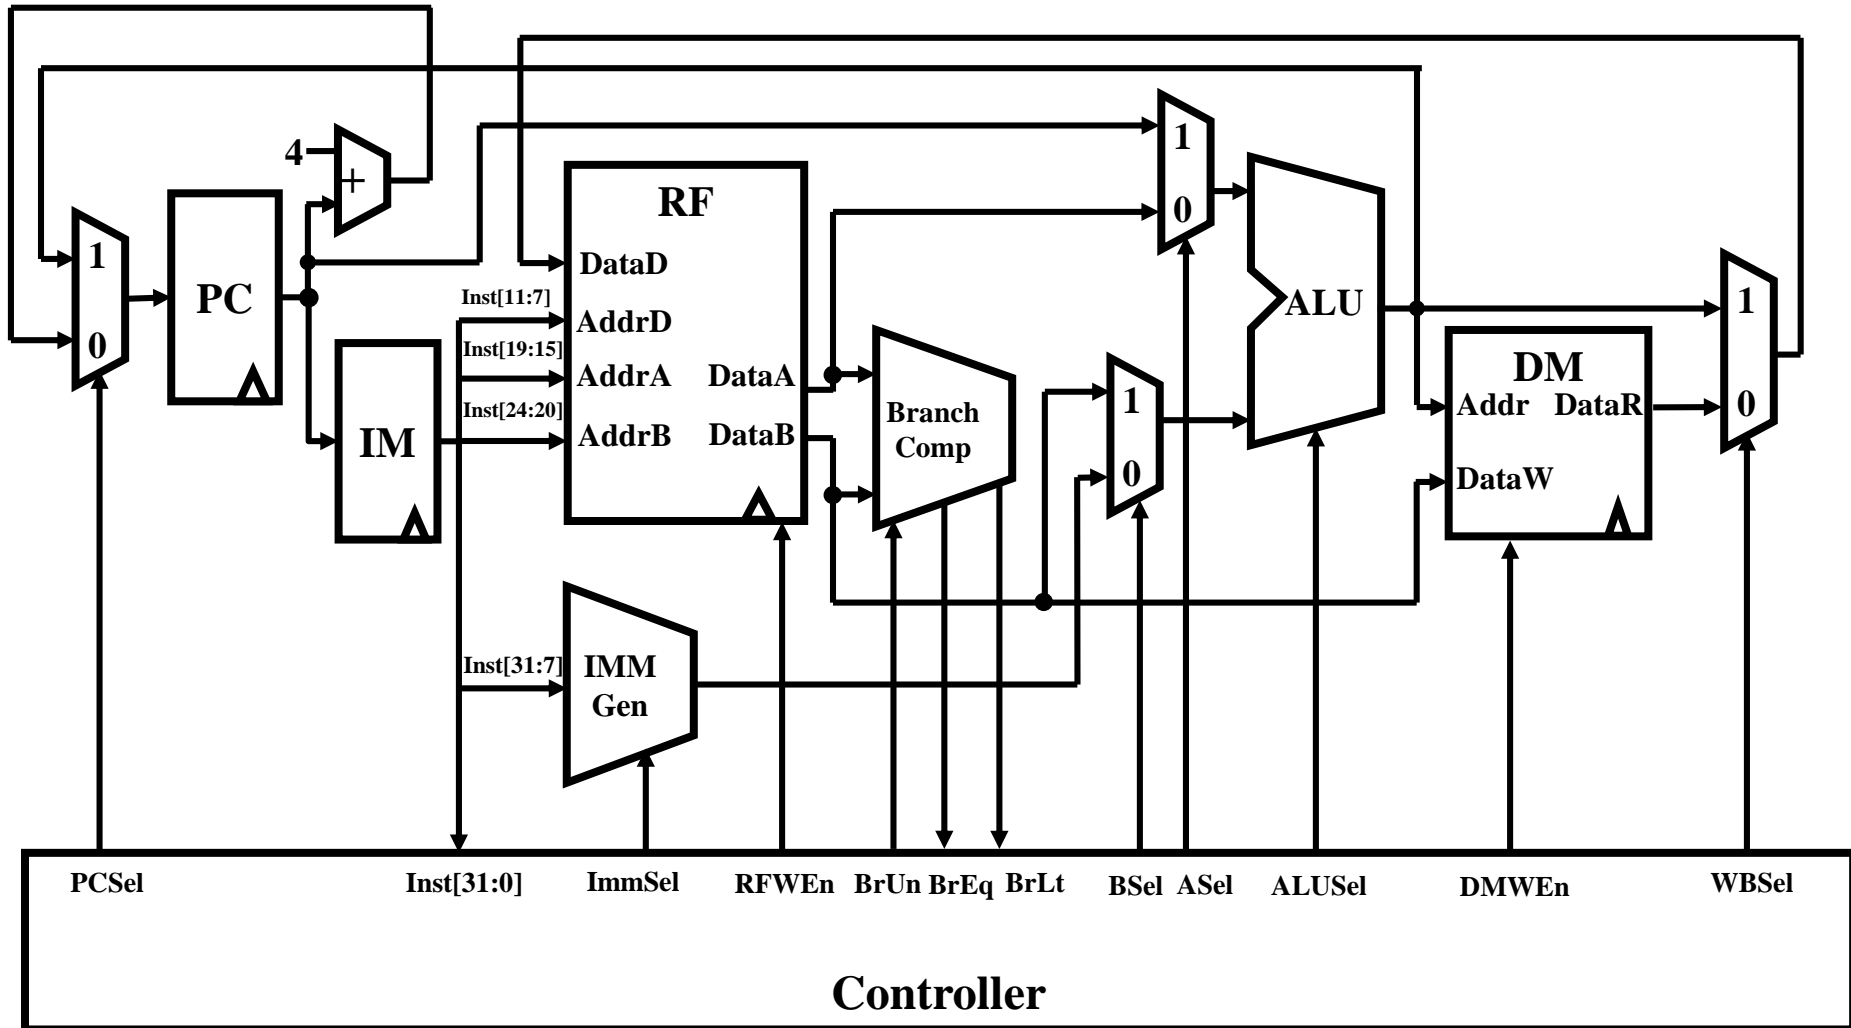 4
+
1
0
PC
IM
RF
DataD
AddrD
AddrA
AddrB
DataA
DataB
Inst[11:7]
Inst[19:15]
Inst[24:20]
Inst[31:7]
IMM
Gen
Branch
Comp
1
0
1
0
ALU
DM
Addr
DataR
DataW
1
0
PCSel
Inst[31:0]
ImmSel
RFWEn
BrUn
BrEq
BrLt
BSel
ASel
ALUSel
DMWEn
WBSel
Controller